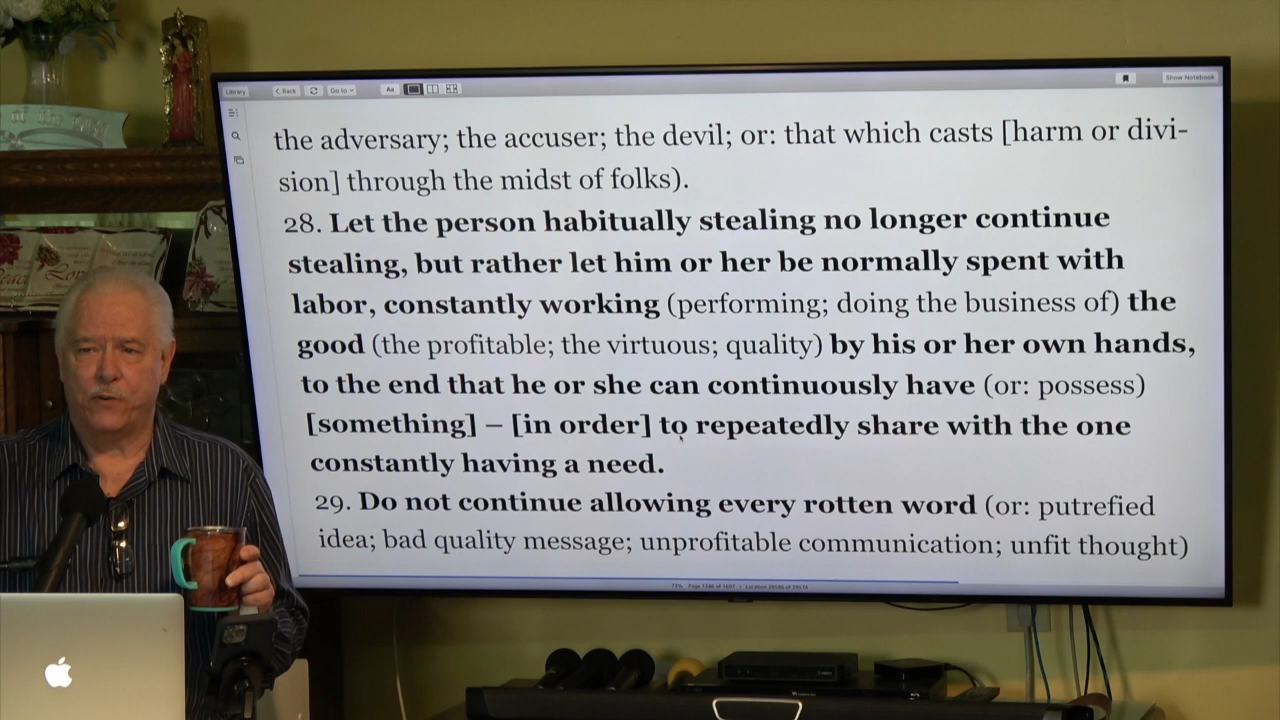 Library
Back
Go to
Aa
Show Notebook
the adversary; the accuser; the devil; or: that which casts [harm or divi-
sion] through the midst of folks).
28. Let the person habitually stealing no longer continue
stealing, but rather let him or her be normally spent with
labor, constantly working (performing; doing the business of) the
good (the profitable; the virtuous; quality) by his or her own hands,
to the end that he or she can continuously have (or: possess)
[something] – [in order] to repeatedly share with the one
constantly having a need.
29. Do not continue allowing every rotten word (or: putrefied
idea; bad quality message; unprofitable communication; unfit thought)